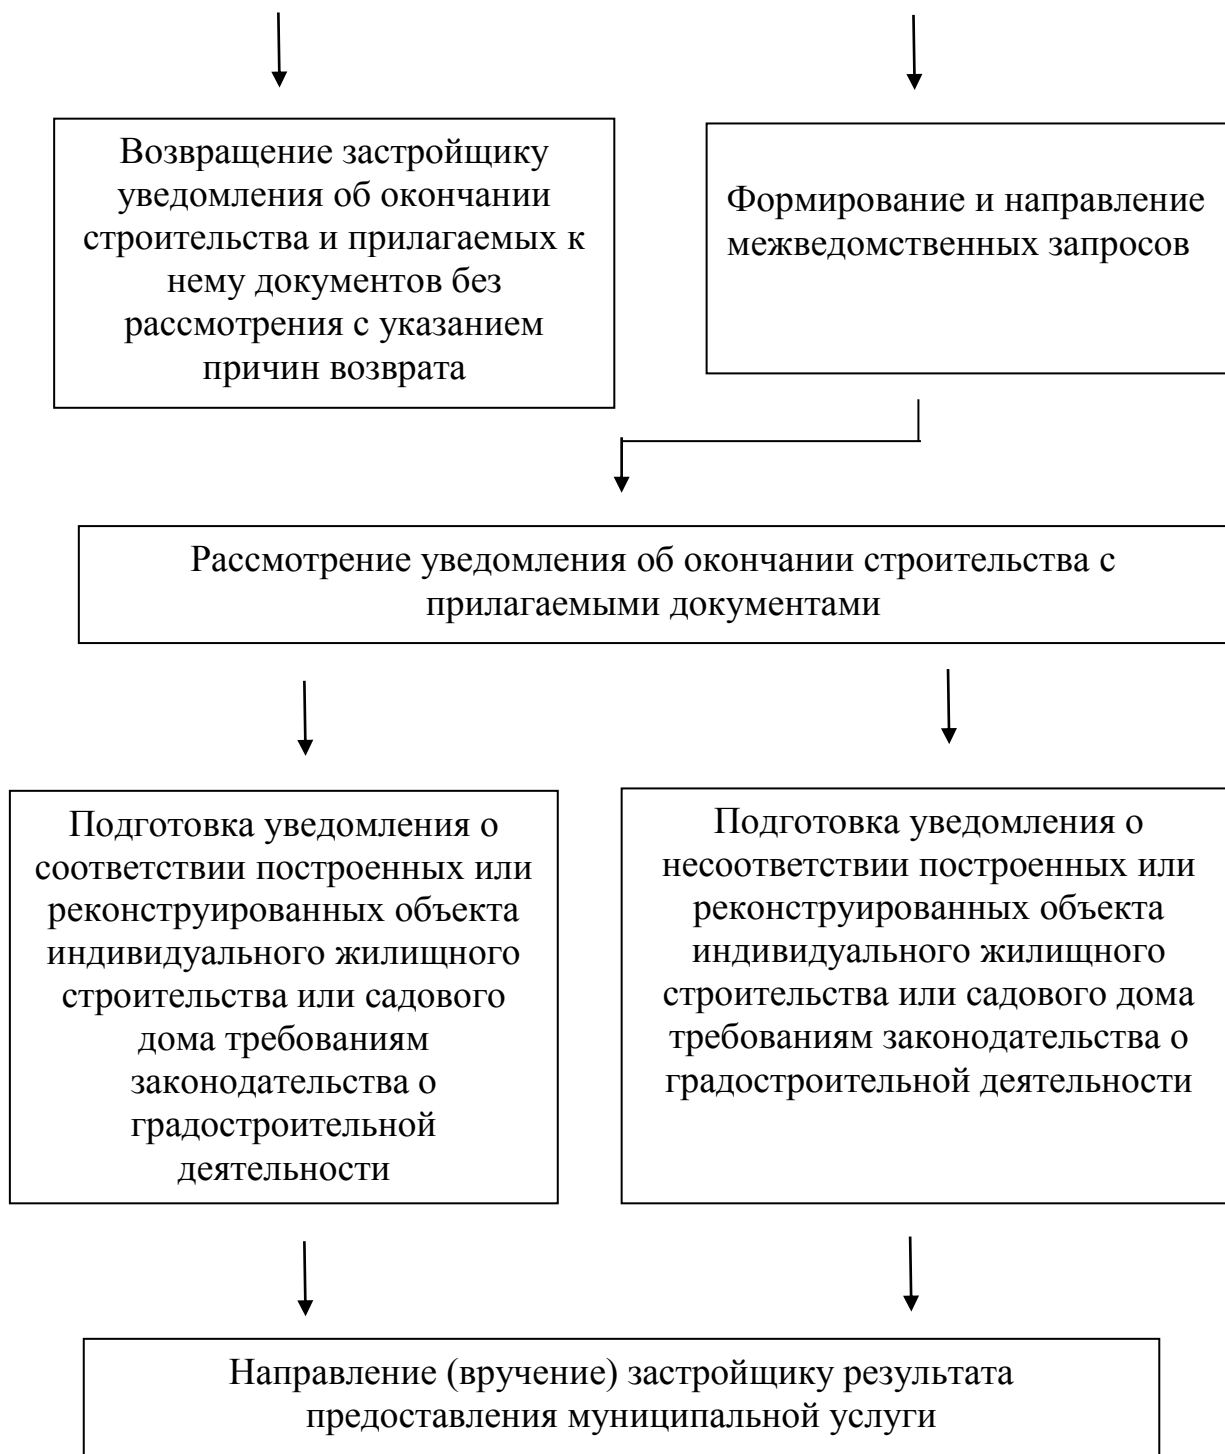 Возвращение застройщику
уведомления об окончании
строительства и прилагаемых к
нему документов без
рассмотрения с указанием
причин возврата
Формирование и направление
межведомственных запросов
Рассмотрение уведомления об окончании строительства с
прилагаемыми документами
Подготовка уведомления о
соответствии построенных или
реконструированных объекта
индивидуального жилищного
строительства или садового
дома требованиям
законодательства о
градостроительной
деятельности
Подготовка уведомления о
несоответствии построенных или
реконструированных объекта
индивидуального жилищного
строительства или садового дома
требованиям законодательства о
градостроительной деятельности
Направление (вручение) застройщику результата
предоставления муниципальной услуги